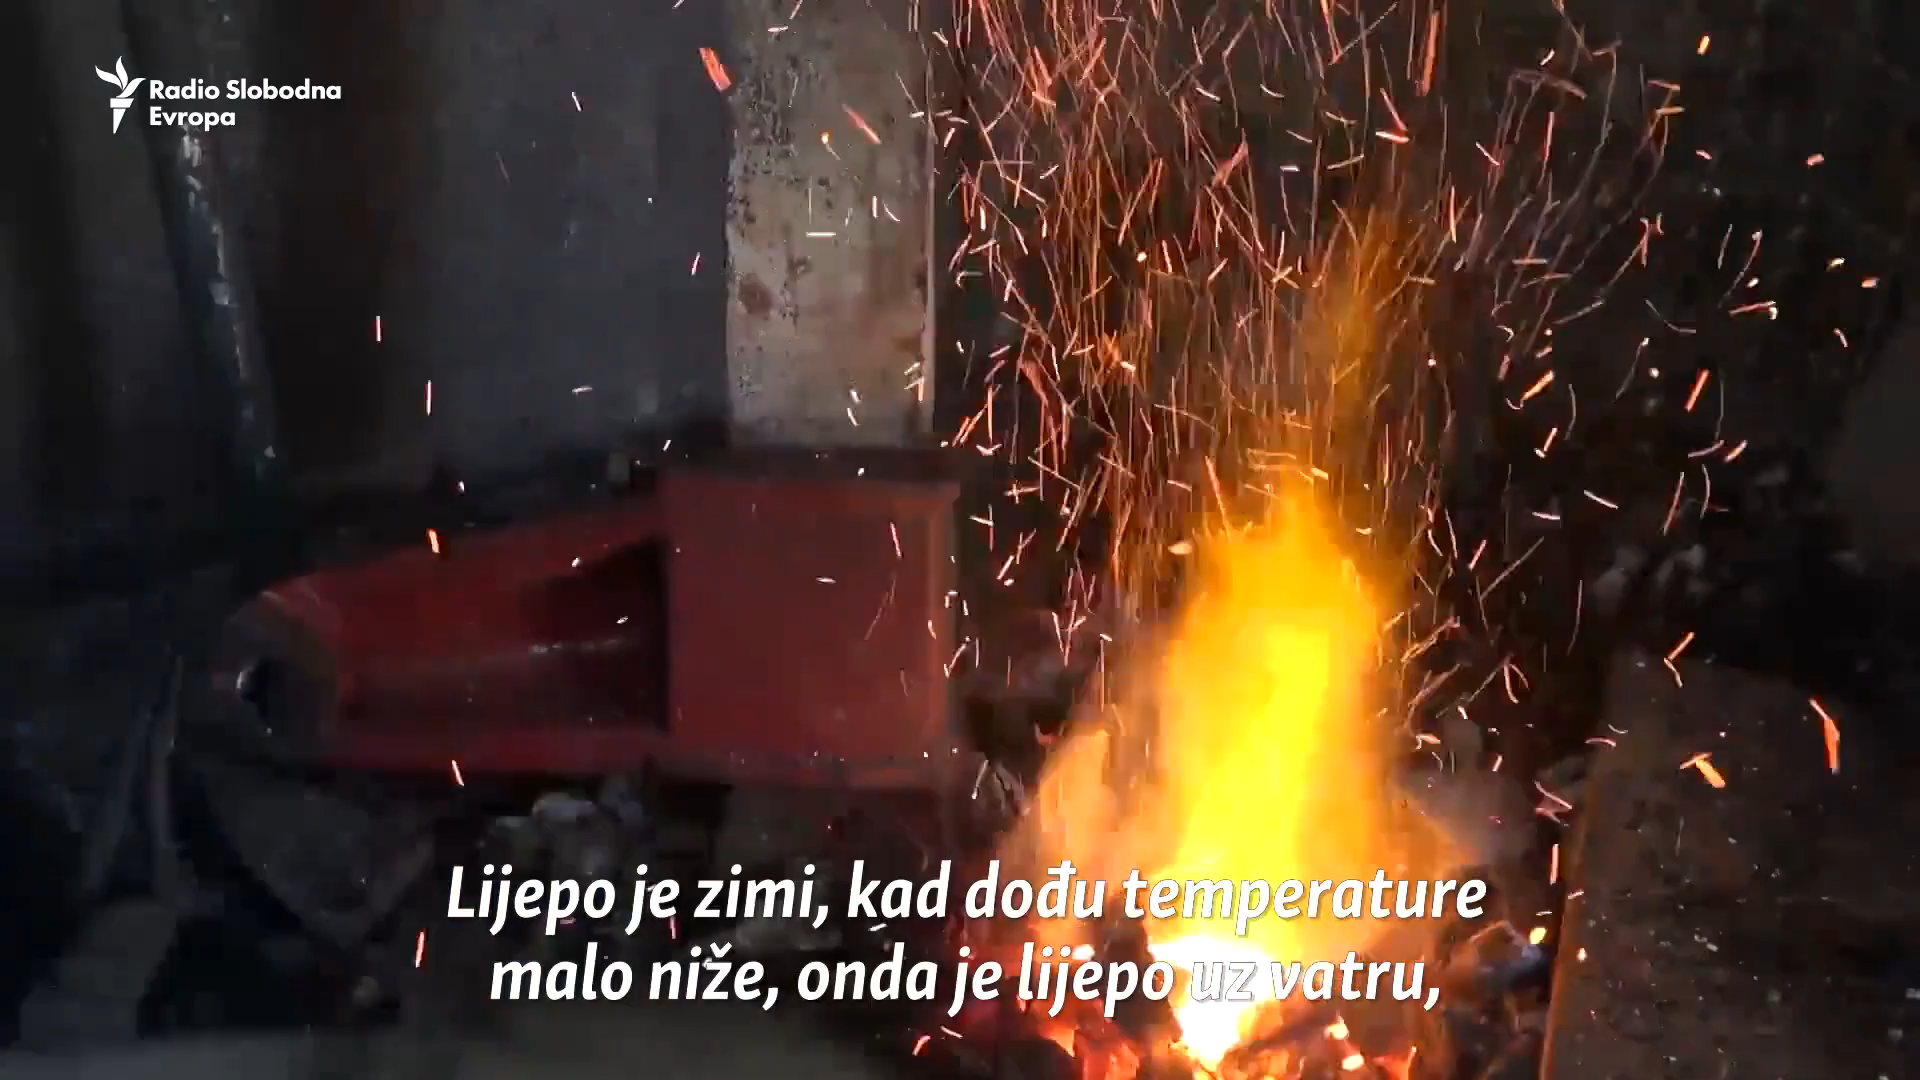 Radio Slobodna
Evropa
Lijepo je zimi, kad dođu temperature
malo niže, onda je lijepo uz vatru,